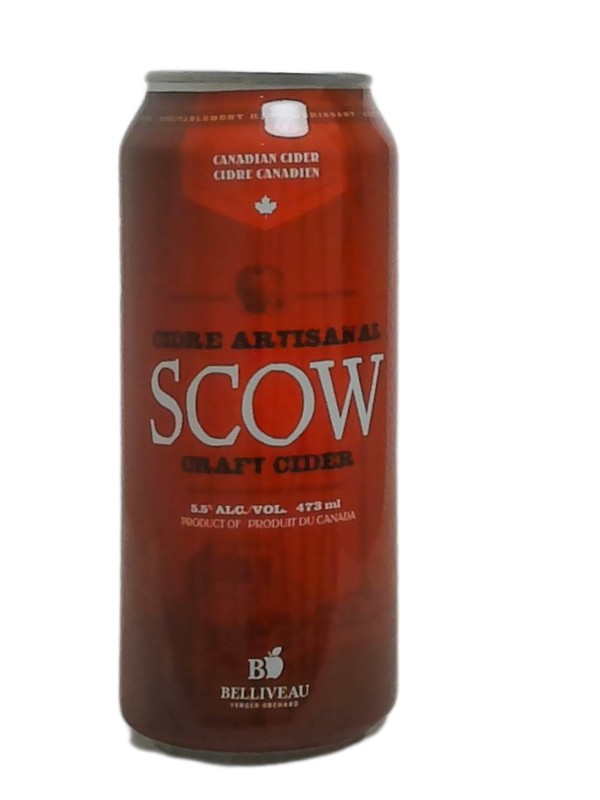 CANADIAN CIDER
CIDRE CANADIEN
CIDRE ARTISANAL
SCOW
CRAFT CIDER
5.5% ALC./VOL. 473 ml
PRODUCT OF PRODUIT DU CANADA
B
BELLIVEAU
VERGER ORCHARD